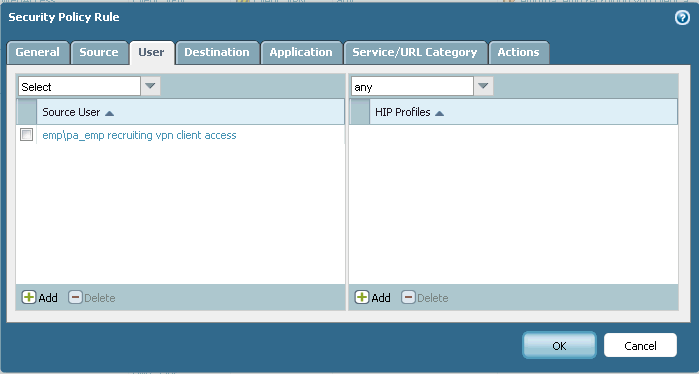 Security Policy Rule
General Source User Destination Application Service/URL Category Actions
Select any
Source User HIP Profiles
emp\pa_emp recruiting vpn client access
Add Delete Add Delete
OK Cancel